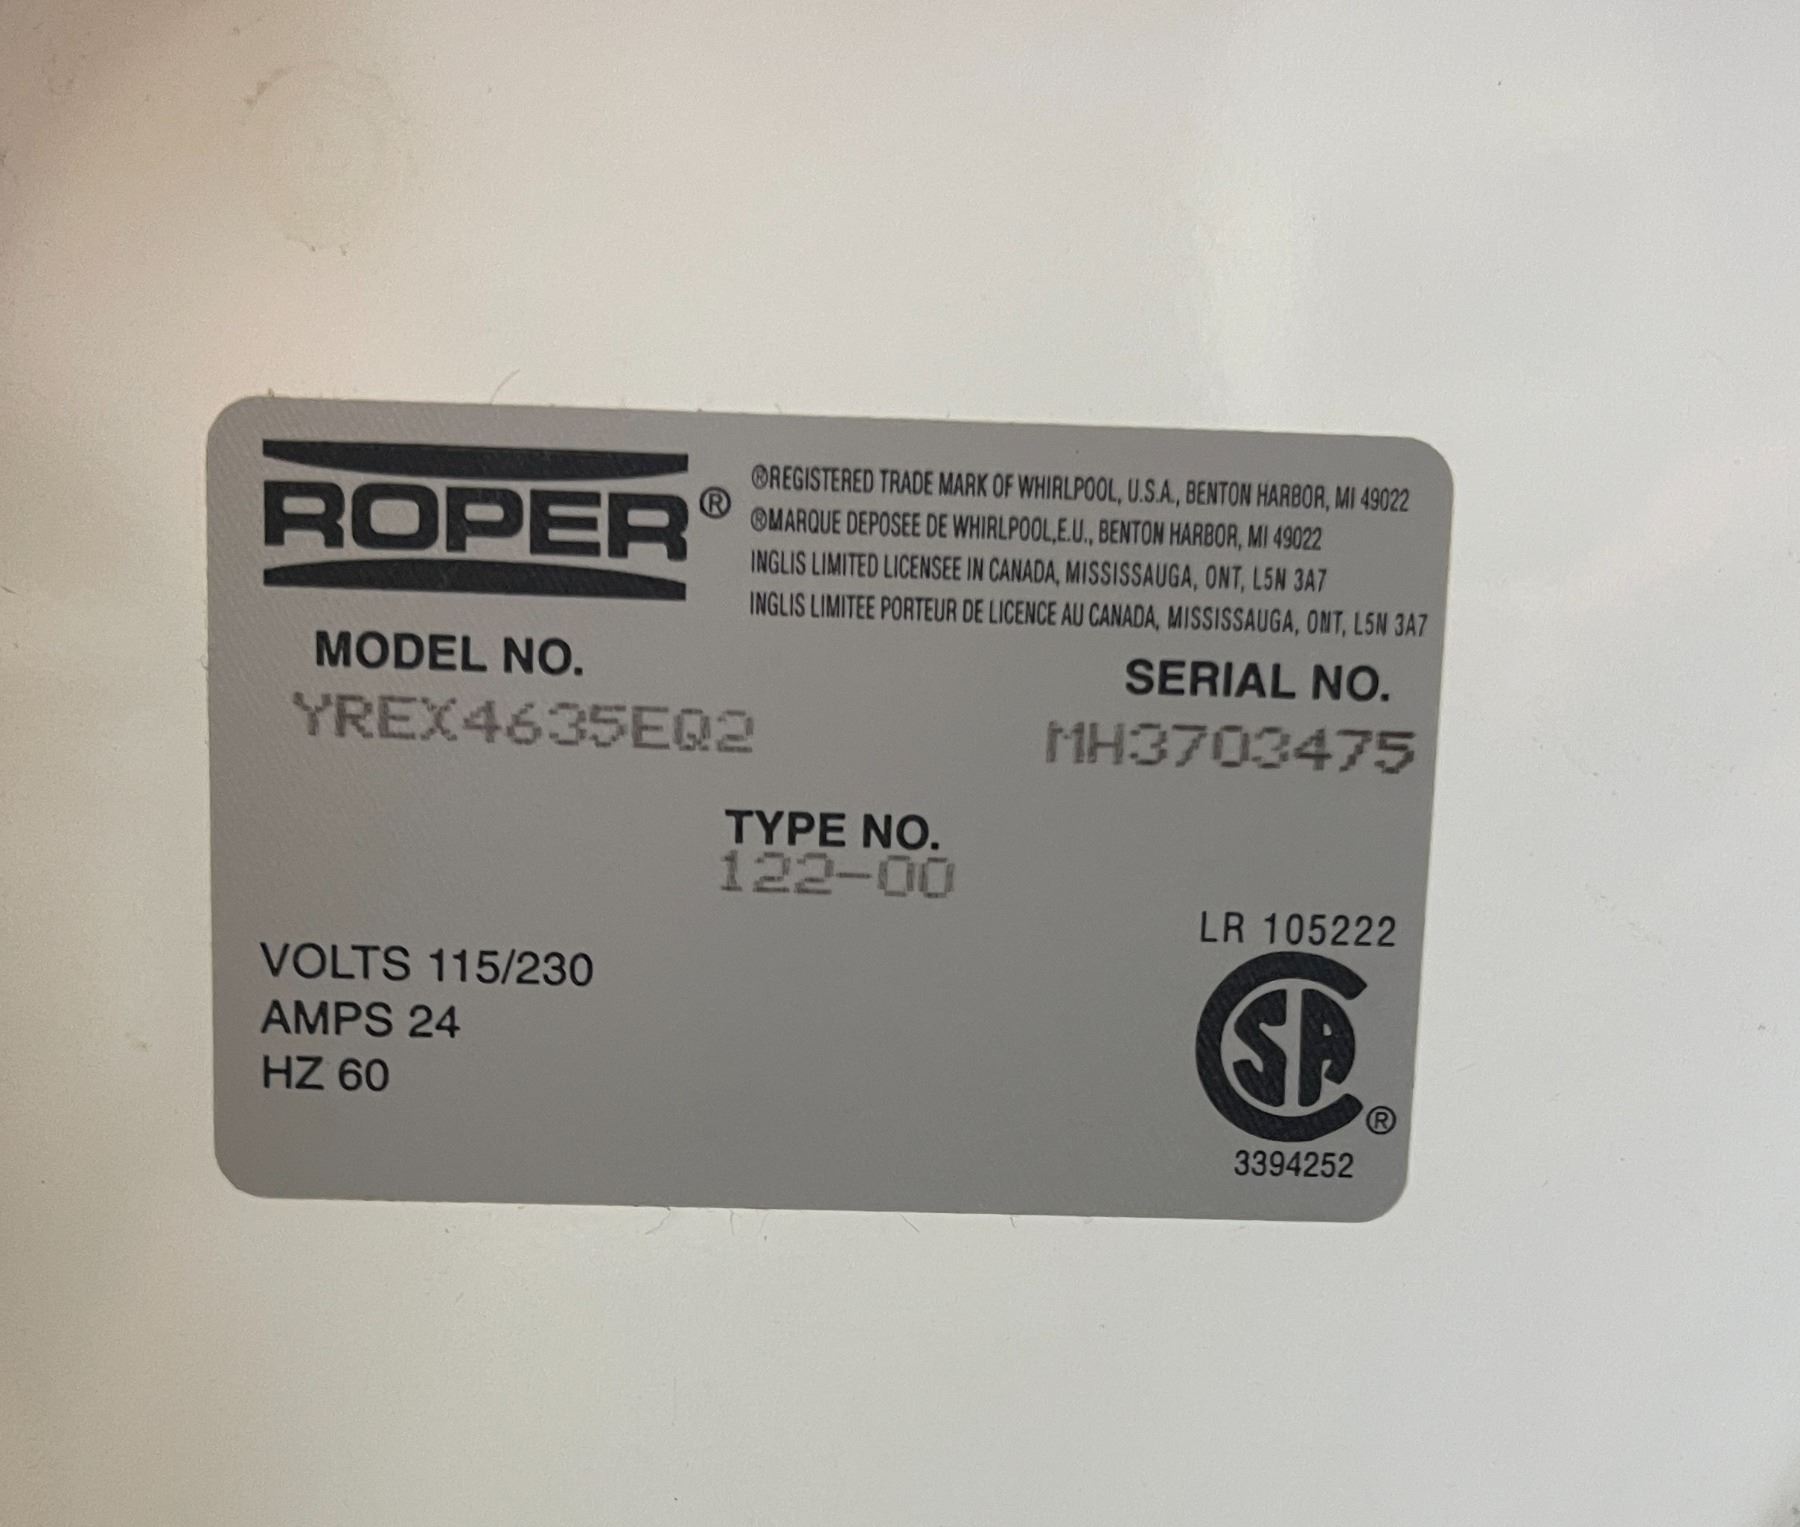 ROPER®
®REGISTERED TRADE MARK OF WHIRLPOOL, U.S.A., BENTON HARBOR, MI 49022
®MARQUE DEPOSEE DE WHIRLPOOL,E.U., BENTON HARBOR, MI 49022
INGLIS LIMITED LICENSEE IN CANADA, MISSISSAUGA, ONT, L5N 3A7
INGLIS LIMITEE PORTEUR DE LICENCE AU CANADA, MISSISSAUGA, ONT, L5N 3A7
MODEL NO.
YREX4635EQ2
SERIAL NO.
MH3703475
TYPE NO.
122-00
VOLTS 115/230
AMPS 24
HZ 60
LR 105222
CSA®
3394252